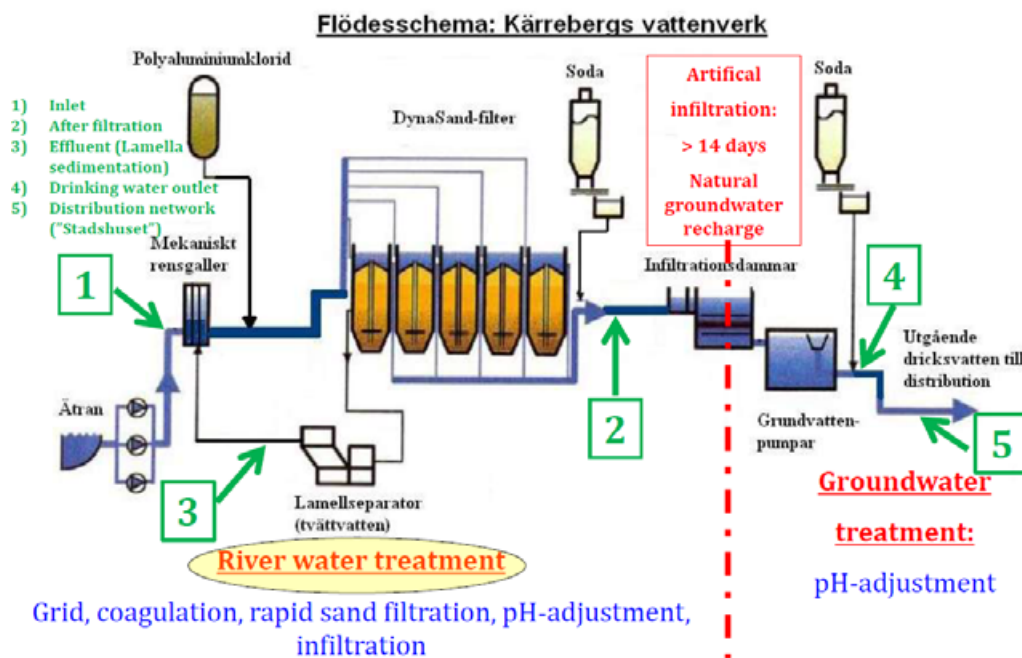 Flödesschema: Kärrebergs vattenverk
Polyaluminiumklorid
1) Inlet
2) After filtration
3) Effluent (Lamella
sedimentation)
4) Drinking water outlet
5) Distribution network
("Stadshuset")
Mekaniskt
rensgaller
DynaSand-filter
Soda
Artifical
infiltration:
> 14 days
Natural
groundwater
recharge
Soda
Infiltrationsdammar
1
2
3
4
5
Ätran
Lamellseparator
(tvättvatten)
Grundvatten-
pumpar
Utgående
dricksvatten till
distribution
River water treatment
Grid, coagulation, rapid sand filtration, pH-adjustment,
infiltration
Groundwater
treatment:
pH-adjustment